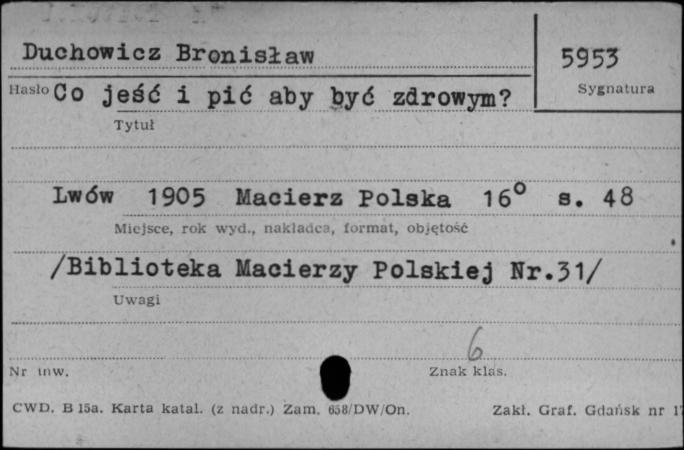 Duchowicz Bronisław
5953
Hasło
Sygnatura
Co jeść i pić aby być zdrowym?
Tytuł
Lwów 1905 Macierz Polska 16° s. 48
Miejsce, rok wyd., nakładca, format, objętość
/Biblioteka Macierzy Polskiej Nr.31/
Uwagi
6
Nr inw.
Znak klas.
CWD. B 15a. Karta katal. (z nadr.) Zam. 658/DW/On.
Zakł. Graf. Gdańsk nr